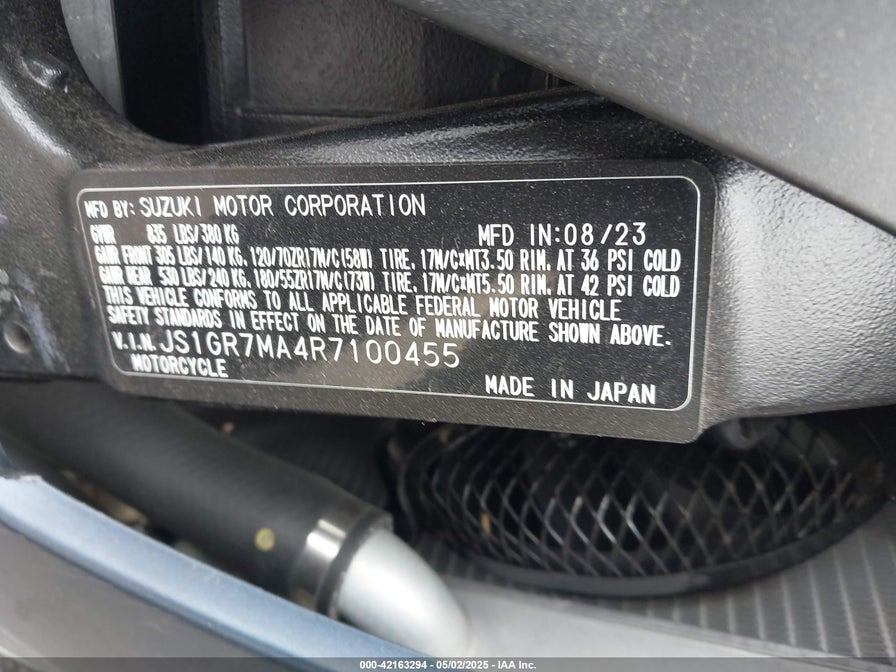 MFD BY: SUZUKI MOTOR CORPORATION
GVWR 835 LBS/380 KG MFD IN:08/23
GAWR FRONT 305 LBS/140 KG, 120/70ZR17M/C(58W) TIRE, 17M/C×MT3.50 RIM, AT 36 PSI COLD
GAWR REAR 530 LBS/240 KG, 180/55ZR17M/C(73W) TIRE, 17M/C×MT5.50 RIM, AT 42 PSI COLD
THIS VEHICLE CONFORMS TO ALL APPLICABLE FEDERAL MOTOR VEHICLE
SAFETY STANDARDS IN EFFECT ON THE DATE OF MANUFACTURE SHOWN ABOVE.
V.I.N. JS1GR7MA4R7100455
MOTORCYCLE MADE IN JAPAN
000-42163294 - 05/02/2025 - IAA Inc.